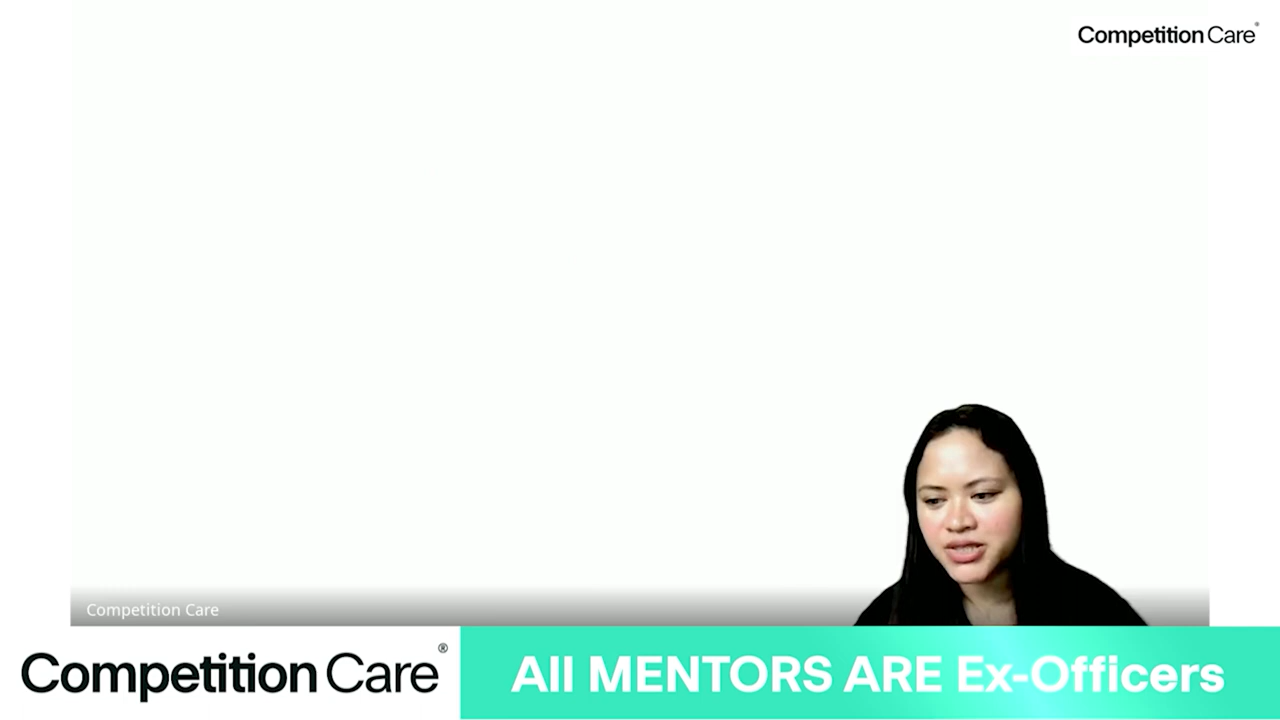 Competition Care®
Competition Care
Competition Care®
All MENTORS ARE Ex-Officers